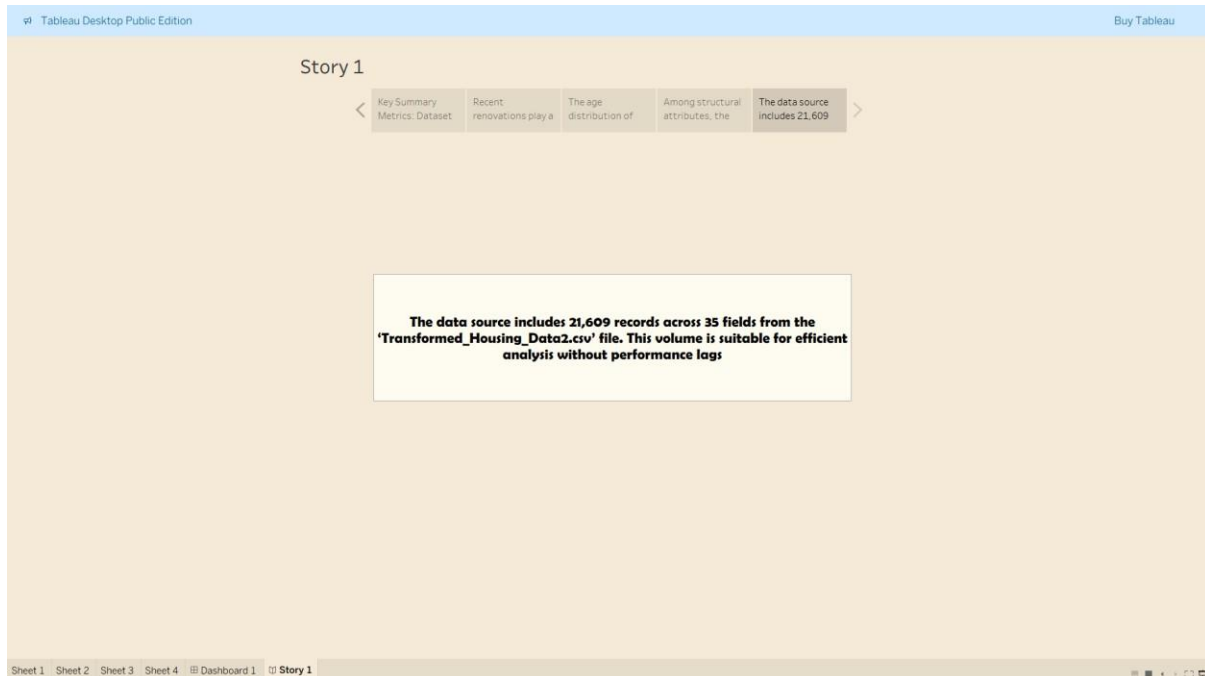 Tableau Desktop Public Edition
Buy Tableau
Story 1
Key Summary
Metrics: Dataset
Recent
renovations play a
The age
distribution of
Among structural
attributes, the
The data source
includes 21,609
The data source includes 21,609 records across 35 fields from the
‘Transformed_Housing_Data2.csv’ file. This volume is suitable for efficient
analysis without performance lags
Sheet 1 Sheet 2 Sheet 3 Sheet 4 Dashboard 1 Story 1